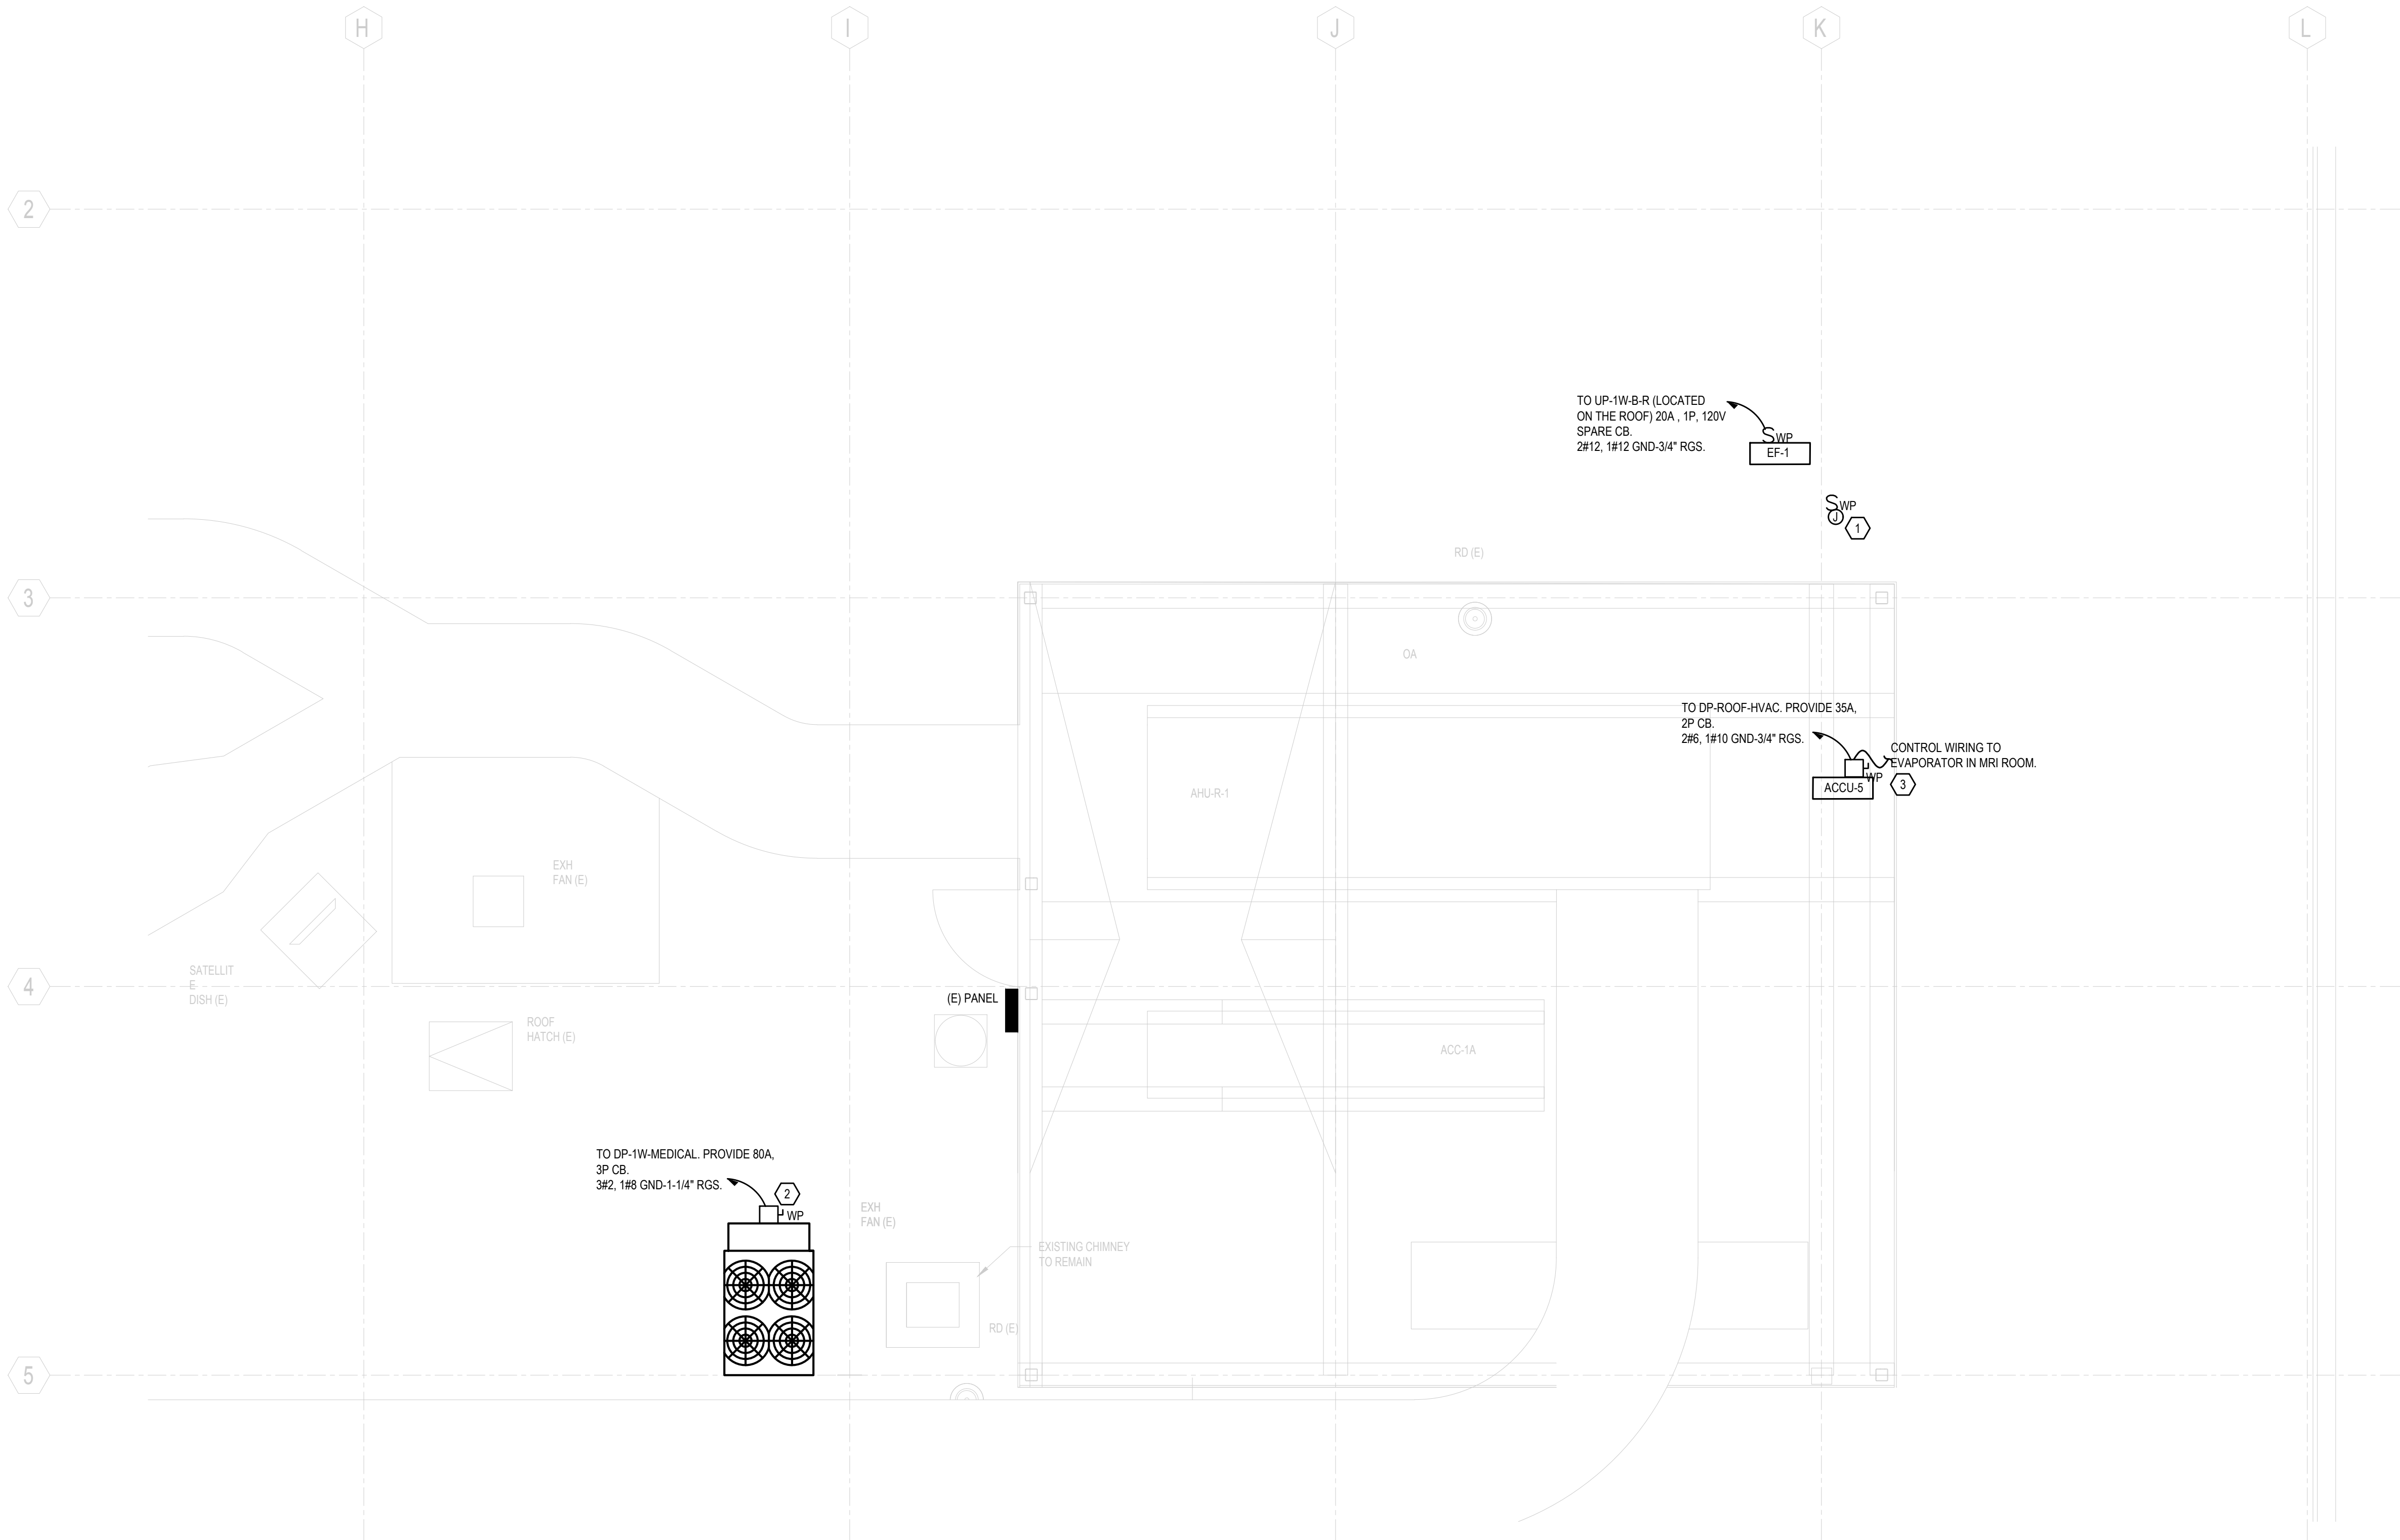 H
I
J
K
L
2
TO UP-1W-B-R (LOCATED
ON THE ROOF) 20A , 1P, 120V
SPARE CB.
2#12, 1#12 GND-3/4" RGS.
S WP
EF-1
S WP
J
1
RD (E)
3
OA
TO DP-ROOF-HVAC. PROVIDE 35A,
2P CB.
2#6, 1#10 GND-3/4" RGS.
CONTROL WIRING TO
EVAPORATOR IN MRI ROOM.
WP
ACCU-5
3
AHU-R-1
EXH
FAN (E)
SATELLIT
E
DISH (E)
4
(E) PANEL
ROOF
HATCH (E)
ACC-1A
TO DP-1W-MEDICAL. PROVIDE 80A,
3P CB.
3#2, 1#8 GND-1-1/4" RGS.
2
WP
EXH
FAN (E)
EXISTING CHIMNEY
TO REMAIN
RD (E)
5